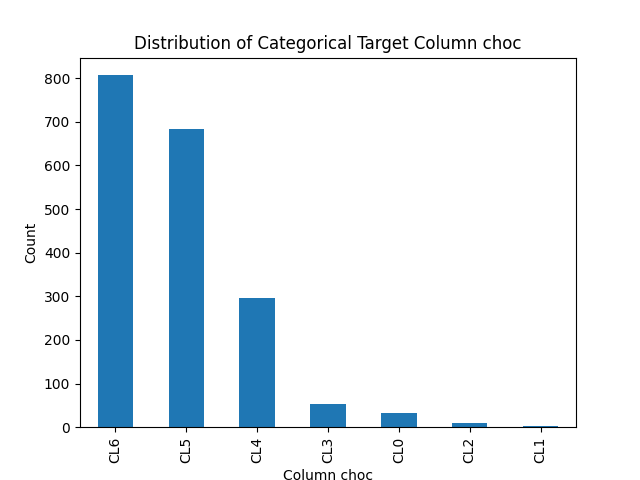 Distribution of Categorical Target Column choc
800
700
600
500
400
300
200
100
0
Count
CL6
CL5
CL4
CL3
CL0
CL2
CL1
Column choc